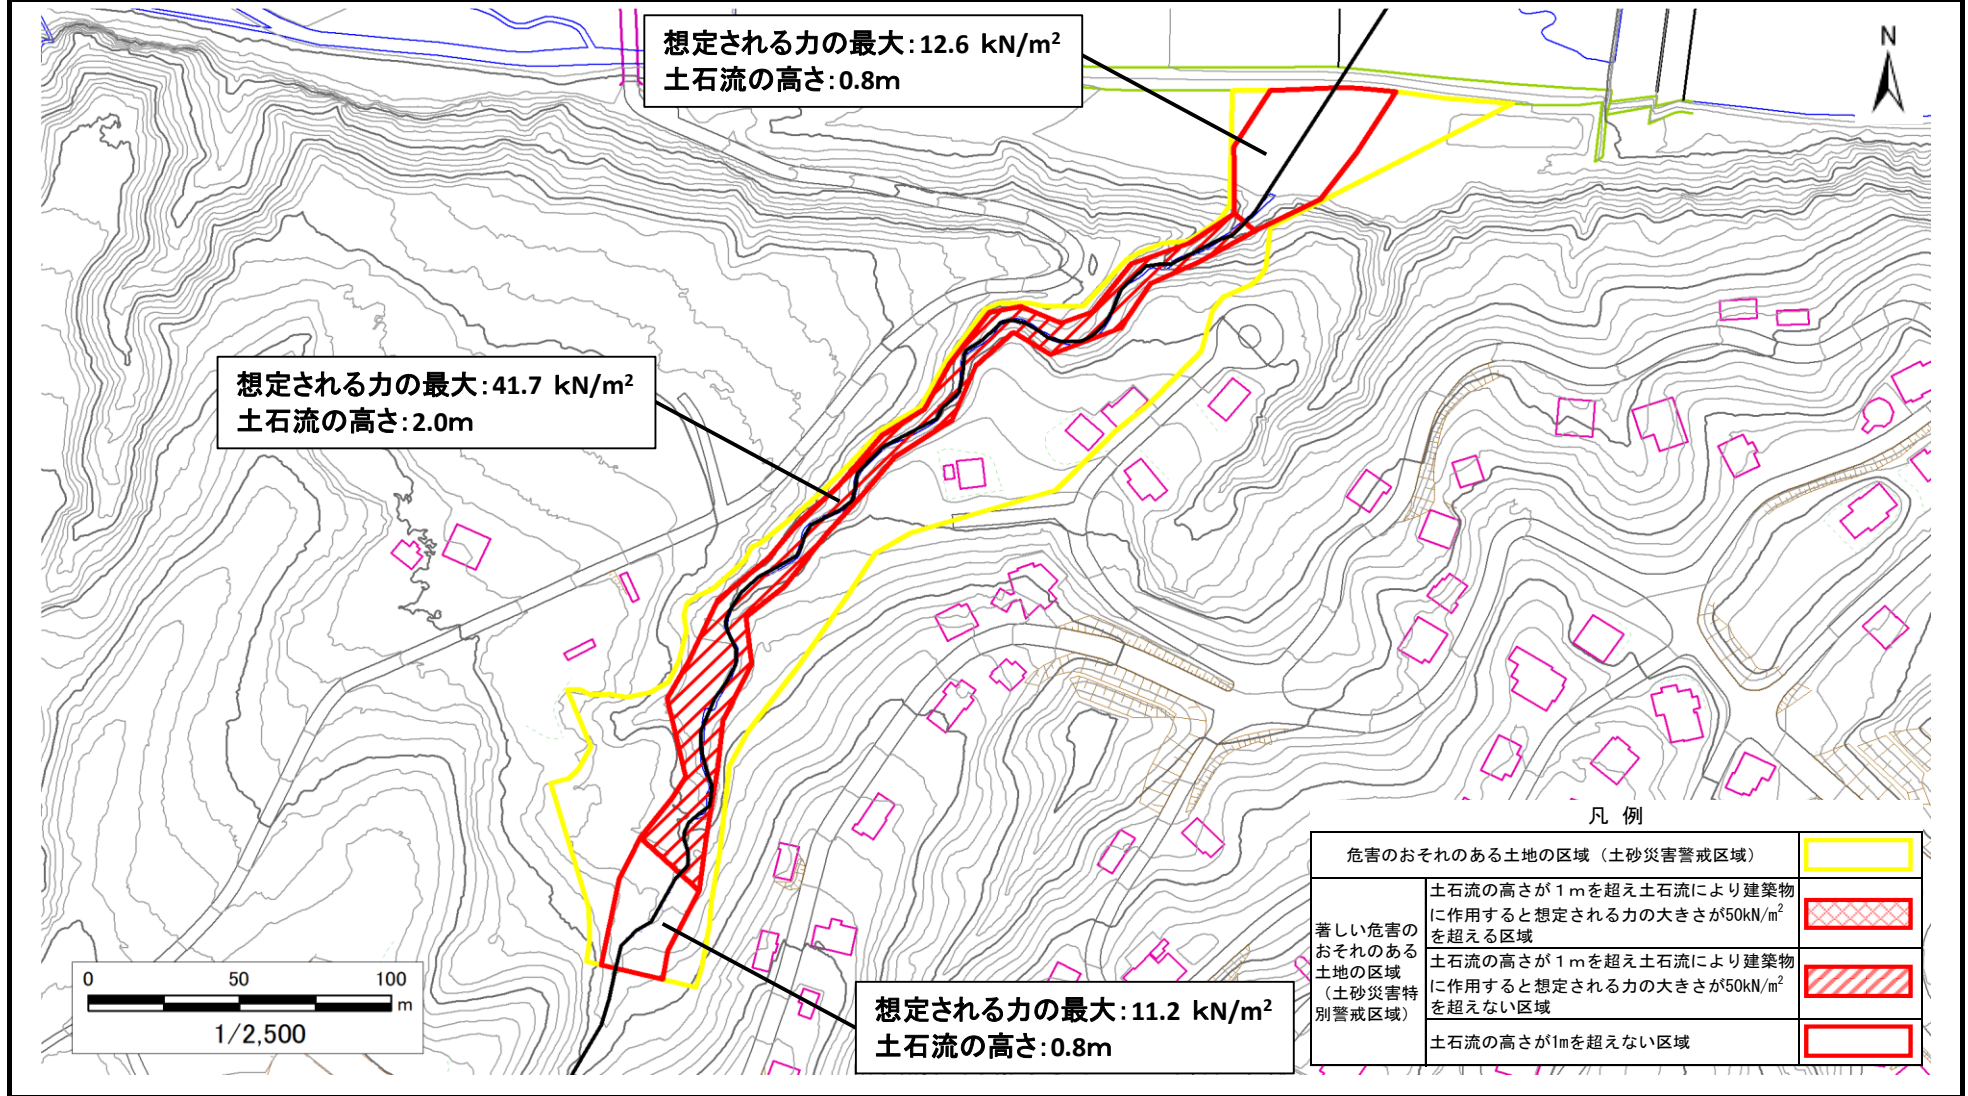 想定される力の最大：12.6 kN/m²
土石流の高さ：0.8m
N
想定される力の最大：41.7 kN/m²
土石流の高さ：2.0m
凡 例
危害のおそれのある土地の区域（土砂災害警戒区域）
著しい危害の
おそれのある
土地の区域
（土砂災害特
別警戒区域）
土石流の高さが１ｍを超え土石流により建築物
に作用すると想定される力の大きさが50kN/m²
を超える区域
土石流の高さが１ｍを超え土石流により建築物
に作用すると想定される力の大きさが50kN/m²
を超えない区域
土石流の高さが1mを超えない区域
0 50 100
m
1/2,500
想定される力の最大：11.2 kN/m²
土石流の高さ：0.8m